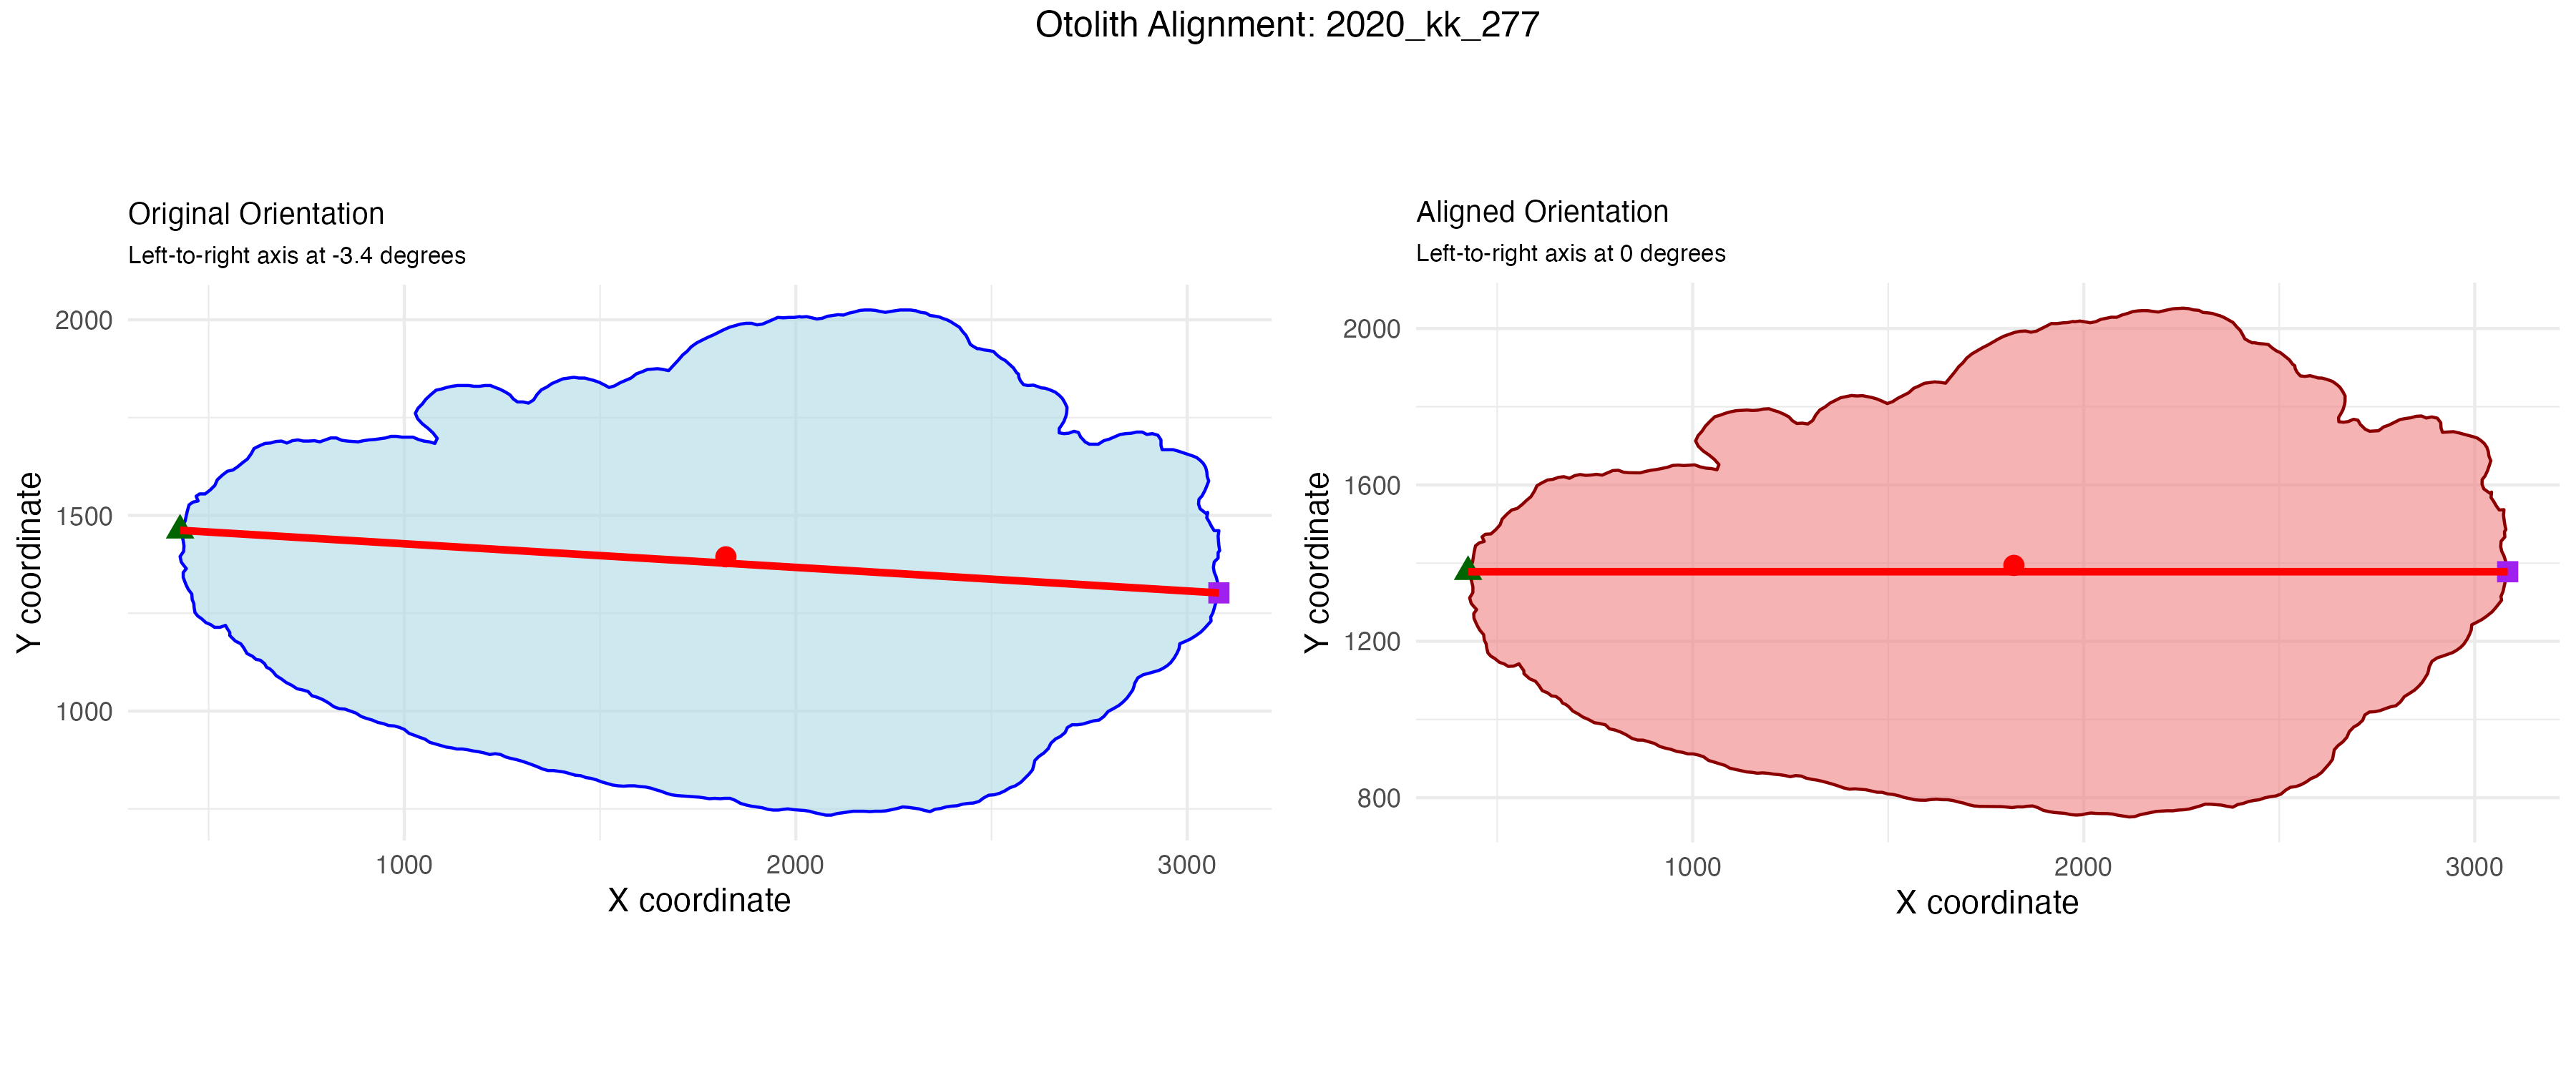 Otolith Alignment: 2020_kk_277
Original Orientation
Left-to-right axis at -3.4 degrees
Y coordinate
2000
1500
1000
1000
2000
3000
X coordinate
Aligned Orientation
Left-to-right axis at 0 degrees
Y coordinate
2000
1600
1200
800
1000
2000
3000
X coordinate